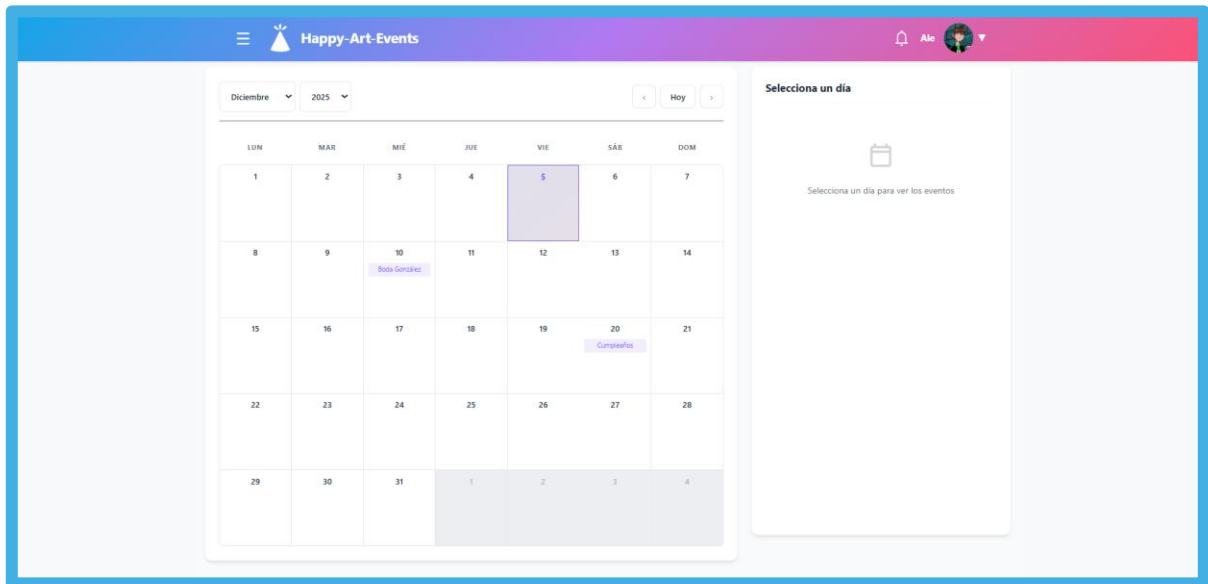 Happy-Art-Events
Ale
Diciembre 2025
Hoy
LUN MAR MIÉ JUE VIE SÁB DOM
1 2 3 4 5 6 7
8 9 10 11 12 13 14
Boda González
15 16 17 18 19 20 21
Cumpleaños
22 23 24 25 26 27 28
29 30 31 1 2 3 4
Selecciona un día
Selecciona un día para ver los eventos